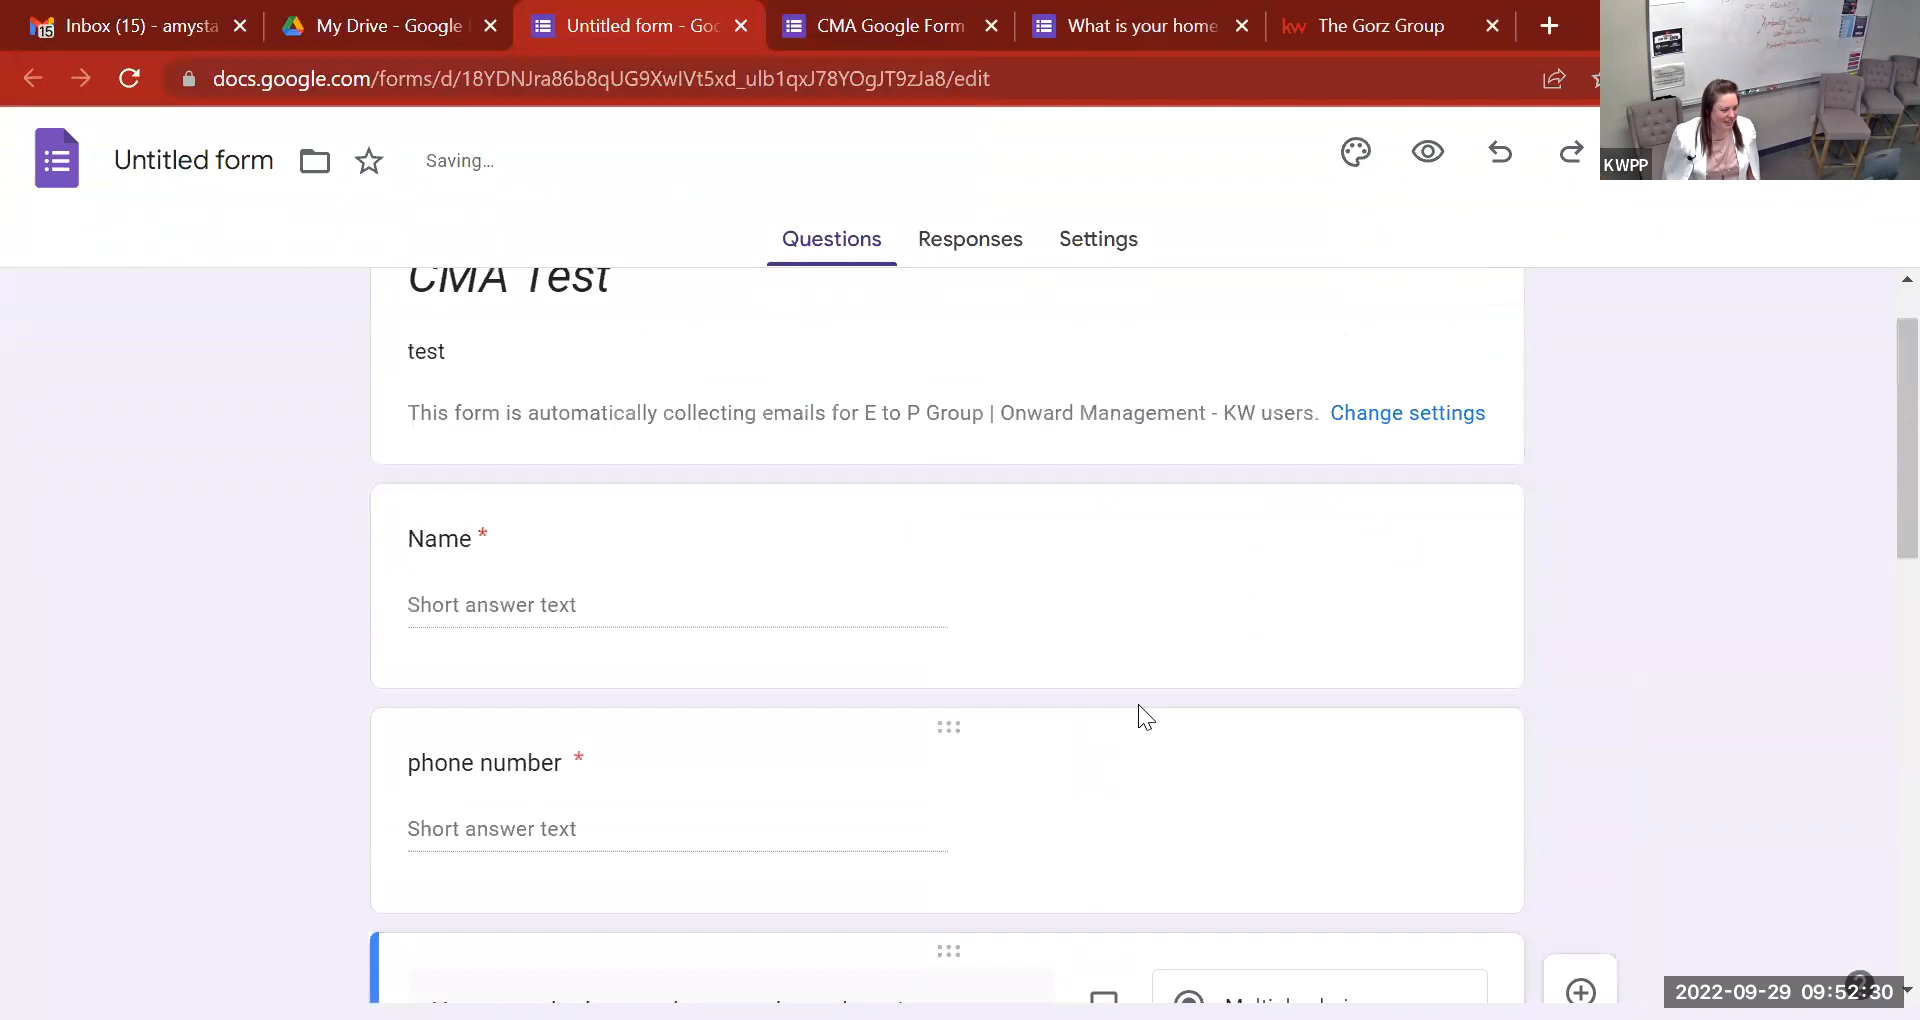 Inbox (15) - amysta
My Drive - Google
Untitled form - Goo
CMA Google Form
What is your home
kw The Gorz Group
docs.google.com/forms/d/18YDNJra86b8qUG9XwIVt5xd_ulb1qxJ78YOgJT9zJa8/edit
Untitled form
Saving...
KWPP
Questions
Responses
Settings
CMA Test
test
This form is automatically collecting emails for E to P Group | Onward Management - KW users. Change settings
Name *
Short answer text
phone number *
Short answer text
2022-09-29 09:52:30